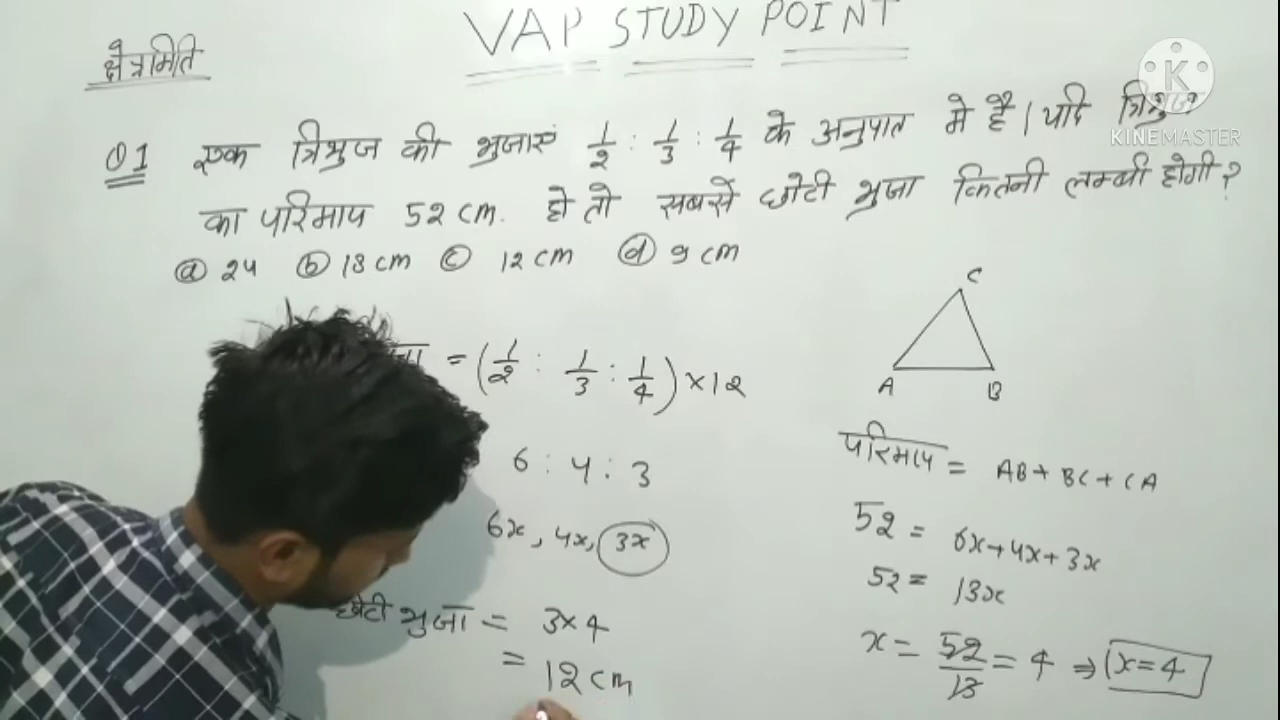 VAP STUDY POINT
क्षेत्रमिति
KINEMASTER
Q1 एक त्रिभुज की भुजाएं 1/2 : 1/3 : 1/4 के अनुपात मे है। यदि त्रिभुज
का परिमाप 52 cm. हो तो सबसे छोटी भुजा कितनी लम्बी होगी?
ⓐ 24 ⓑ 13 cm ⓒ 12 cm ⓓ 9 cm
= (1/2 : 1/3 : 1/4) × 12
6 : 4 : 3
6x, 4x, 3x
छोटी भुजा = 3×4
= 12 cm
C
A B
परिमाप = AB + BC + CA
52 = 6x+4x+3x
52 = 13x
x = 52/13 = 4 ⇒ x=4